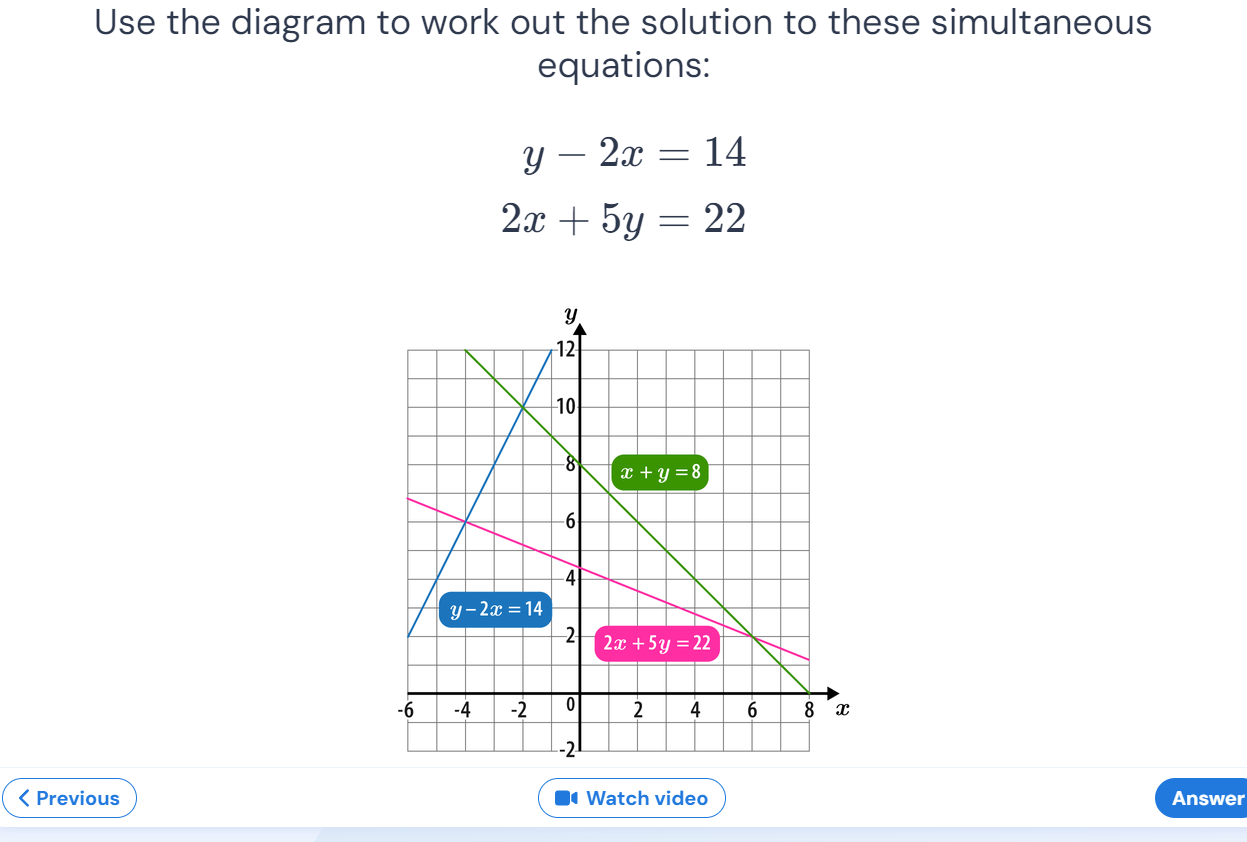 Use the diagram to work out the solution to these simultaneous
equations:
y − 2x = 14
2x + 5y = 22
y
12
10
8
x + y = 8
6
4
y − 2x = 14
2
2x + 5y = 22
-6 -4 -2 0 2 4 6 8 x
-2
Previous Watch video Answer